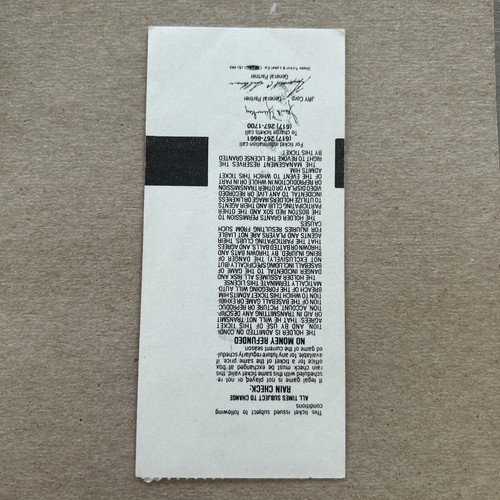 This ticket issued subject to following
conditions
ALL TIMES SUBJECT TO CHANGE
RAIN CHECK:
If legal game is not played, or re not re-
scheduled with this same ticket valid, this
rain check must be exchanged at box
office for a ticket of the same price if
available for any future regular schedul-
ed game of the current season
NO MONEY REFUNDED
THE HOLDER IS ADMITTED ON CONDI-
TION, AND BY USE OF THIS TICKET
AGREES, THAT HE WILL NOT TRANSMIT
OR AID IN TRANSMITTING ANY DESCRIP-
TION, ACCOUNT, PICTURE OR REPRODUC-
TION OF THE BASEBALL GAME OR EXHIBI-
TION TO WHICH THIS TICKET ADMITS HIM
BREACH OF THE FOREGOING WILL AUTO-
MATICALLY TERMINATE THIS LICENSE
THE HOLDER ASSUMES ALL RISK AND
DANGER INCIDENTAL TO THE GAME OF
BASEBALL INCLUDING SPECIFICALLY (BUT
NOT EXCLUSIVELY) THE DANGER OF
BEING INJURED BY THROWN BATS AND
THROWN OR BATTED BALLS, AND AGREES
THAT THE PARTICIPATING CLUBS, THEIR
AGENTS AND PLAYERS ARE NOT LIABLE
FOR INJURIES RESULTING FROM SUCH
CAUSES
THE HOLDER GRANTS PERMISSION TO
THE BOSTON RED SOX AND THE OTHER
PARTICIPATING CLUB AND THEIR AGENTS
TO UTILIZE HOLDERS IMAGE OR LIKENESS
INCIDENTAL TO ANY LIVE OR RECORDED
VIDEO DISPLAY OR OTHER TRANSMISSION
OR REPRODUCTION IN WHOLE OR IN PART
OF THE EVENT TO WHICH THIS TICKET
ADMITS HIM
THE MANAGEMENT RESERVES THE
RIGHT TO REVOKE THE LICENSE GRANTED
BY THIS TICKET
For ticket information call
(617) 267-8661
To charge tickets call
(617) 267-1700
JRY Corp. General Partner
General Partner
Globe Ticket & Label Co.